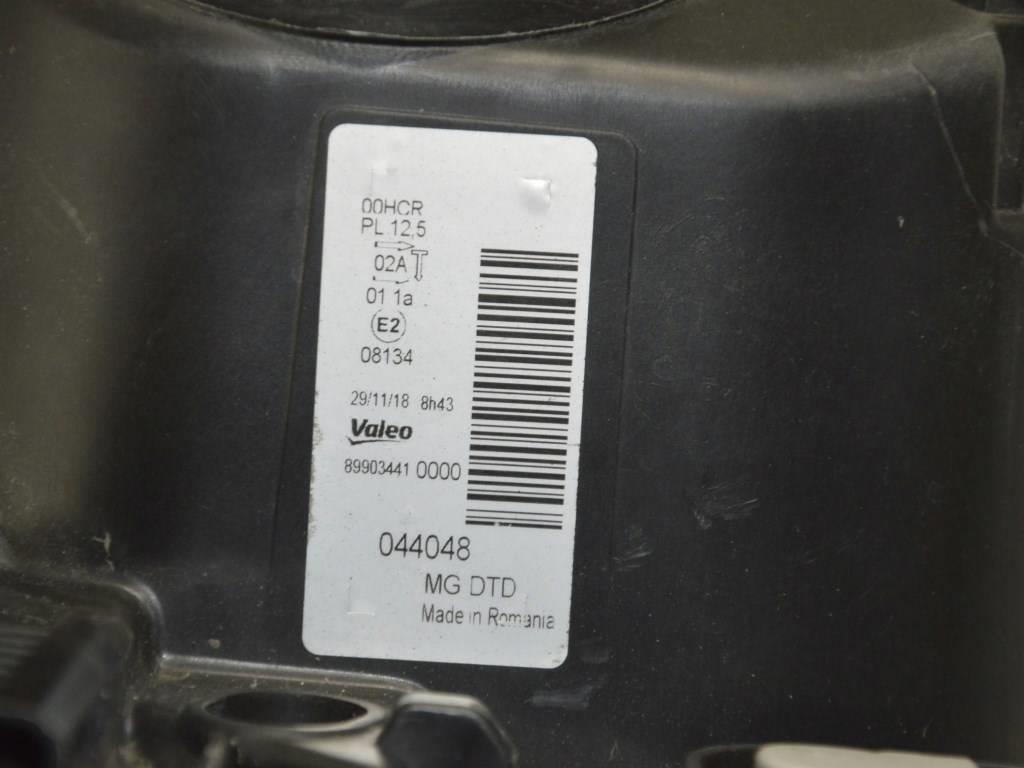 00HCR
PL 12,5
02A
01 1a
E2
08134
29/11/18 8h43
Valeo
89903441 0000
044048
MG DTD
Made in Romania